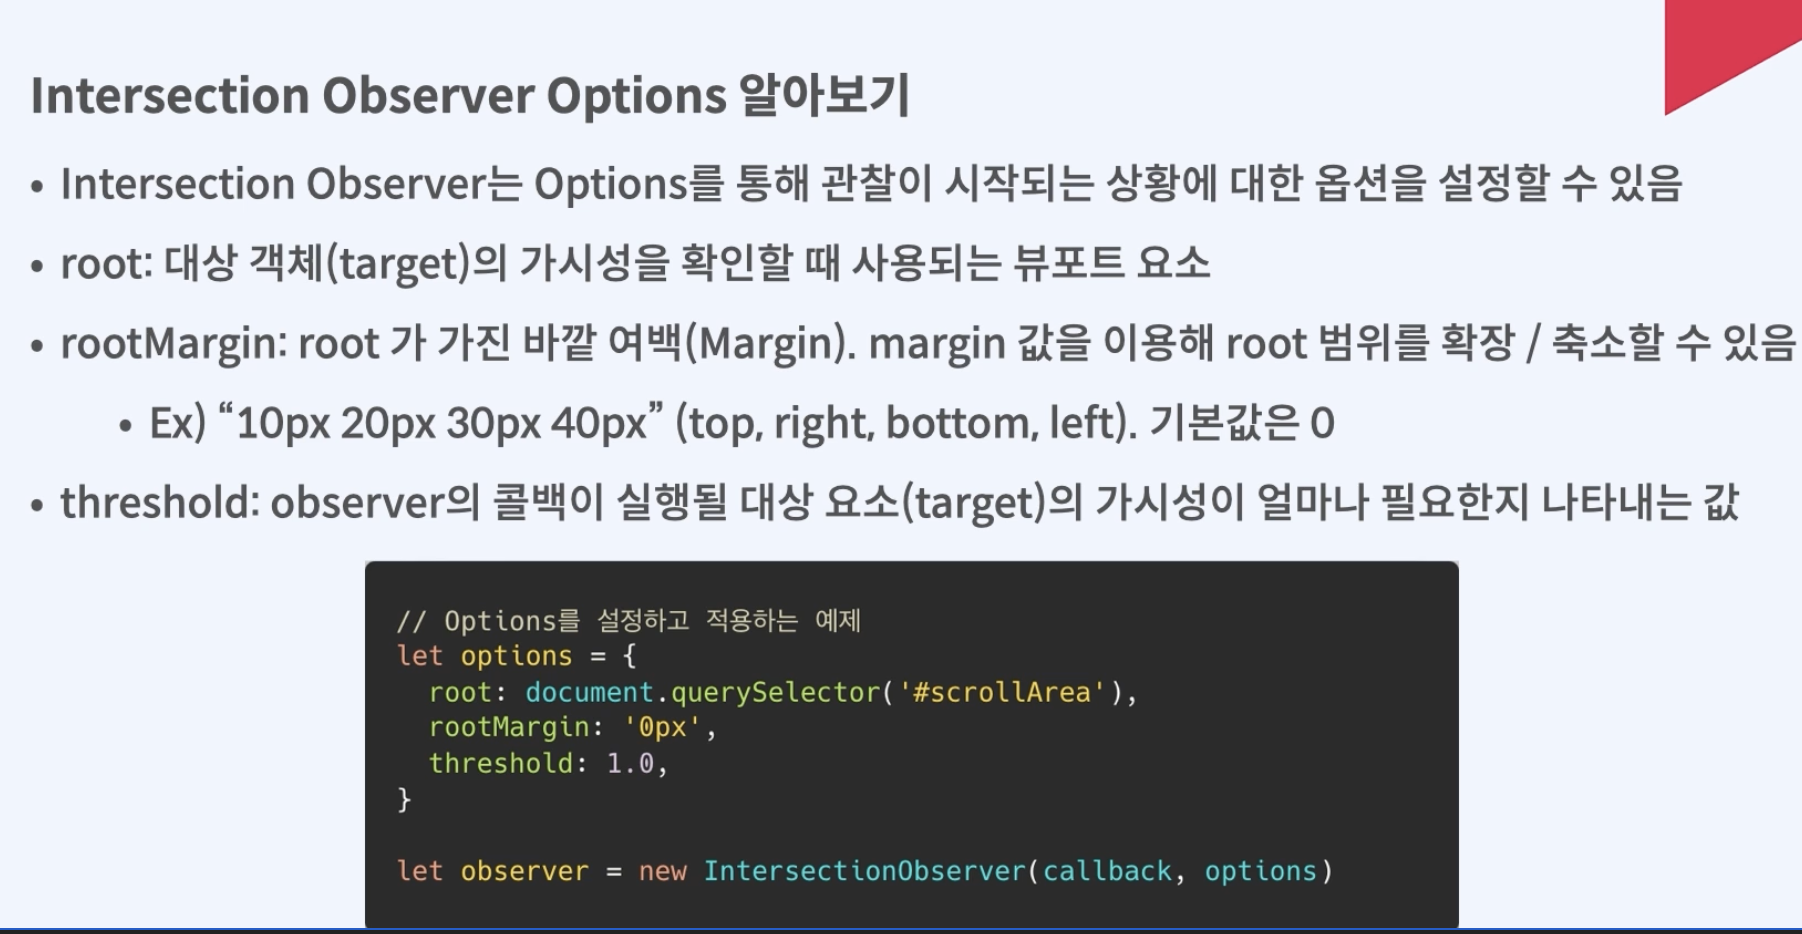 Intersection Observer Options 알아보기
• Intersection Observer는 Options를 통해 관찰이 시작되는 상황에 대한 옵션을 설정할 수 있음
• root: 대상 객체(target)의 가시성을 확인할 때 사용되는 뷰포트 요소
• rootMargin: root 가 가진 바깥 여백(Margin). margin 값을 이용해 root 범위를 확장 / 축소할 수 있음
• Ex) “10px 20px 30px 40px” (top, right, bottom, left). 기본값은 0
• threshold: observer의 콜백이 실행될 대상 요소(target)의 가시성이 얼마나 필요한지 나타내는 값
// Options를 설정하고 적용하는 예제
let options = {
  root: document.querySelector('#scrollArea'),
  rootMargin: '0px',
  threshold: 1.0,
}
let observer = new IntersectionObserver(callback, options)